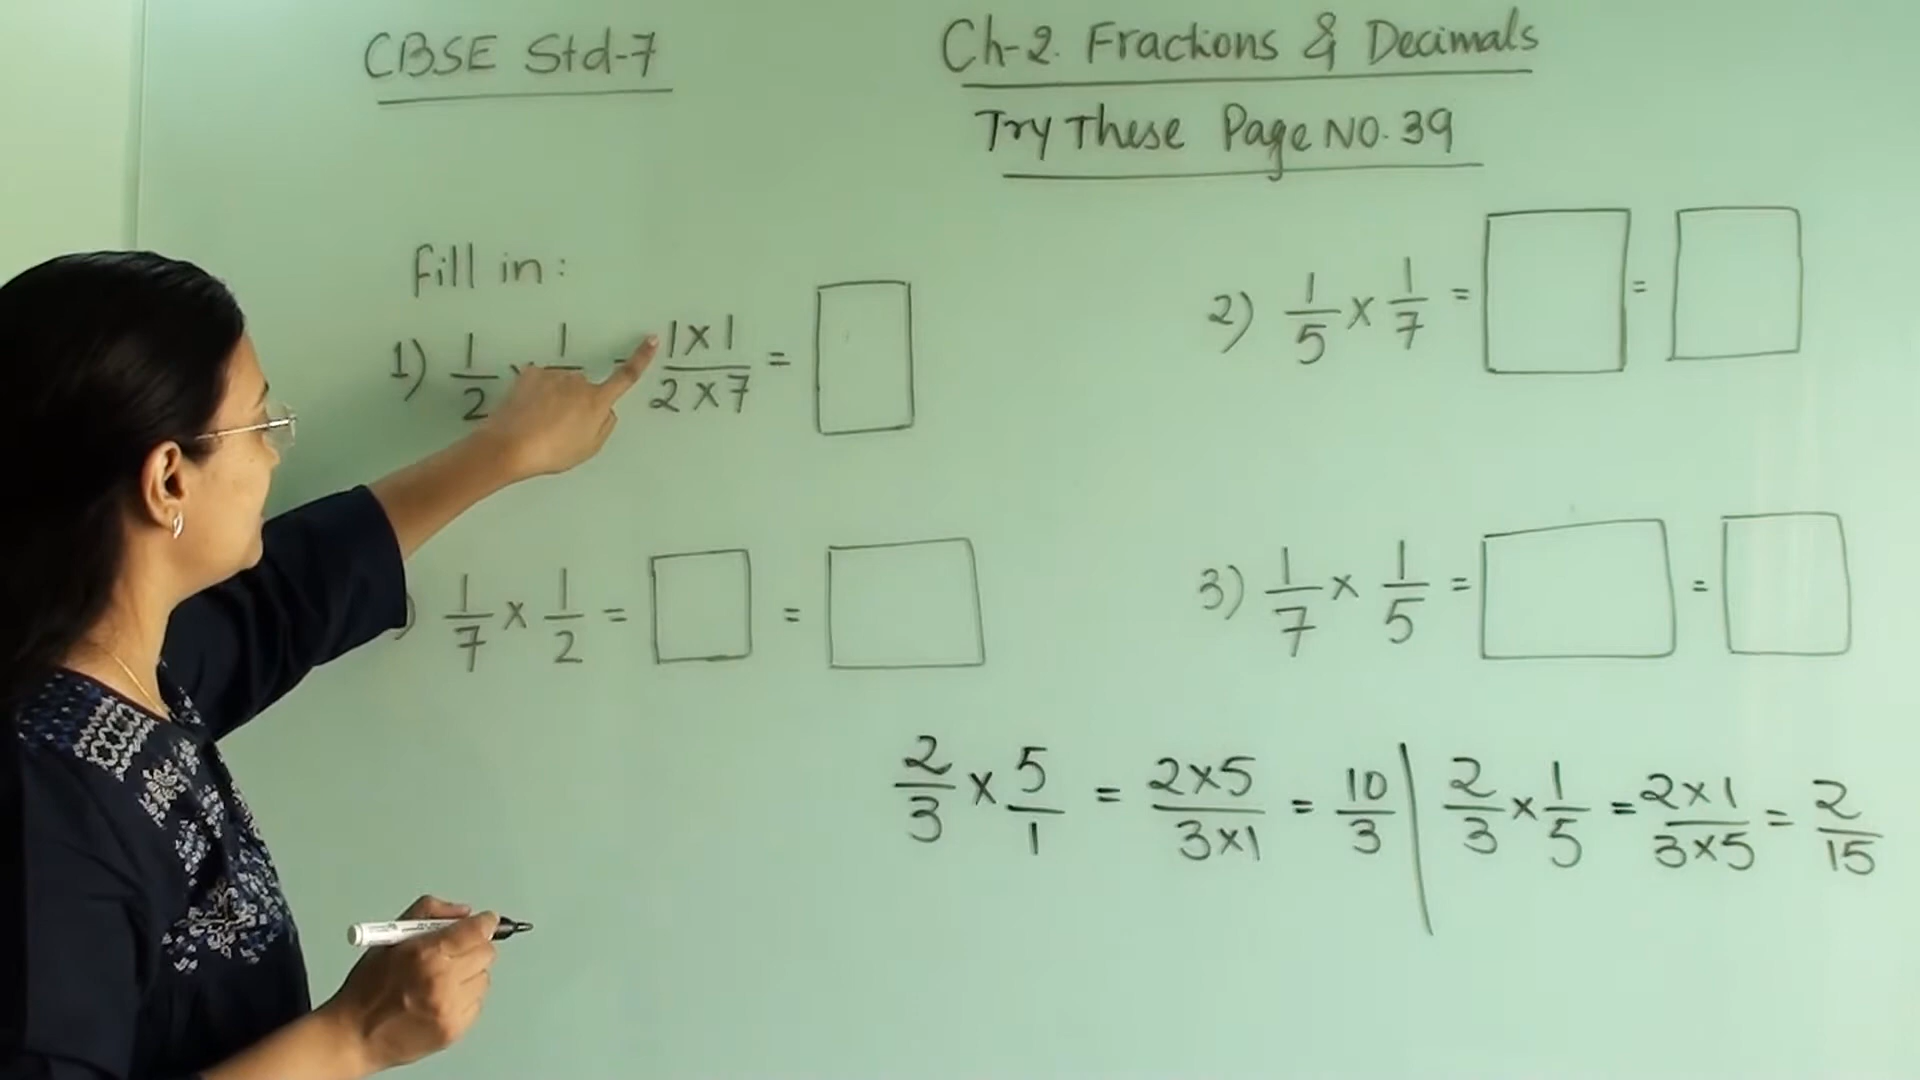 CBSE Std-7
Ch-2. Fractions & Decimals
Try These Page No. 39
Fill in:
1) 1/2 × 1/ = 1×1/2×7 =
2) 1/5 × 1/7 = =
) 1/7 × 1/2 = =
3) 1/7 × 1/5 = =
2/3 × 5/1 = 2×5/3×1 = 10/3 | 2/3 × 1/5 = 2×1/3×5 = 2/15